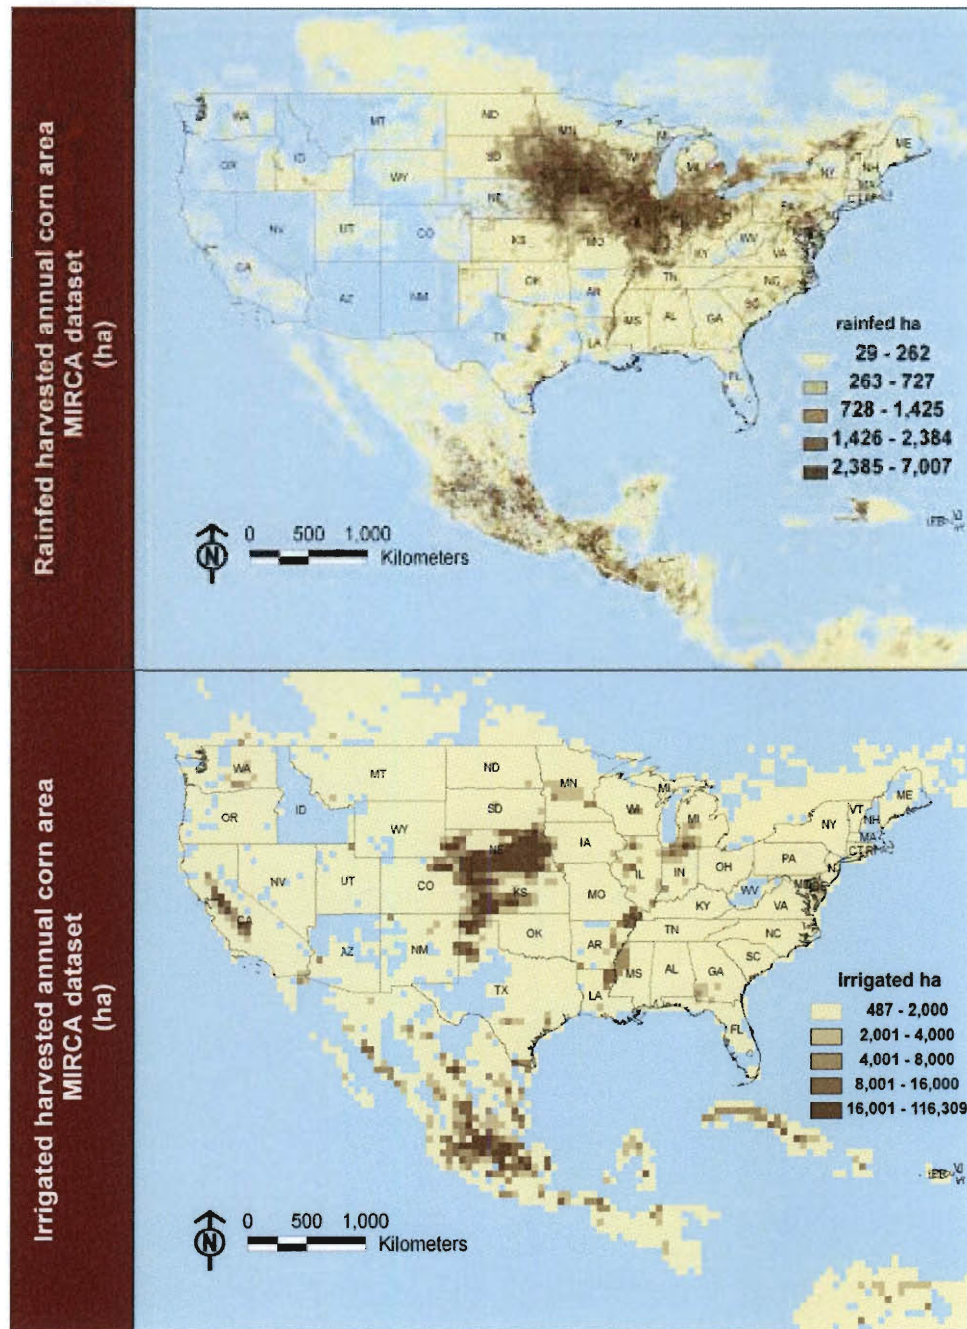 Rainfed harvested annual corn area
MIRCA dataset
(ha)
WA
MT
ND
MN
MI
ME
OR
ID
SD
WI
MI
NY
NH
WY
MA
NE
PA
NV
UT
CO
KS
MO
KY
WV
VA
CA
OK
TN
NC
AZ
NM
AR
SC
MS
AL
GA
TX
LA
FL
rainfed ha
29 - 262
263 - 727
728 - 1,425
1,426 - 2,384
2,385 - 7,007
N
0 500 1,000
Kilometers
Irrigated harvested annual corn area
MIRCA dataset
(ha)
WA
MT
ND
MN
MI
ME
OR
ID
SD
WI
MI
VT
NH
NY
WY
MA
CT
NE
IA
PA
NV
UT
CO
IL
IN
OH
KS
MO
WV
VA
KY
CA
OK
TN
NC
AZ
NM
AR
SC
MS
AL
GA
TX
LA
FL
Irrigated ha
487 - 2,000
2,001 - 4,000
4,001 - 8,000
8,001 - 16,000
16,001 - 116,309
N
0 500 1,000
Kilometers